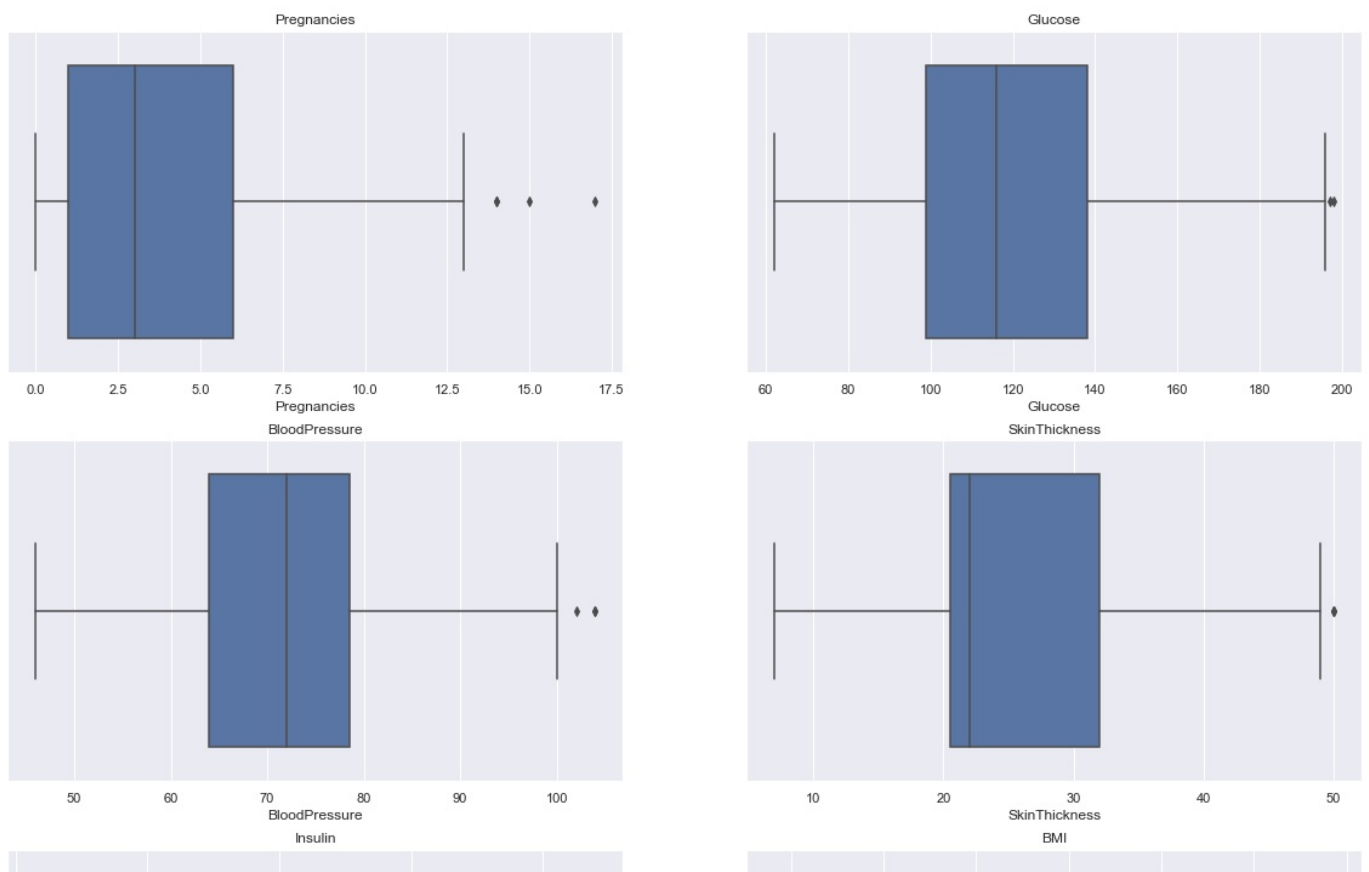 Pregnancies
0.0 2.5 5.0 7.5 10.0 12.5 15.0 17.5
Pregnancies
Glucose
60 80 100 120 140 160 180 200
Glucose
BloodPressure
50 60 70 80 90 100
BloodPressure
SkinThickness
10 20 30 40 50
SkinThickness
Insulin
BMI